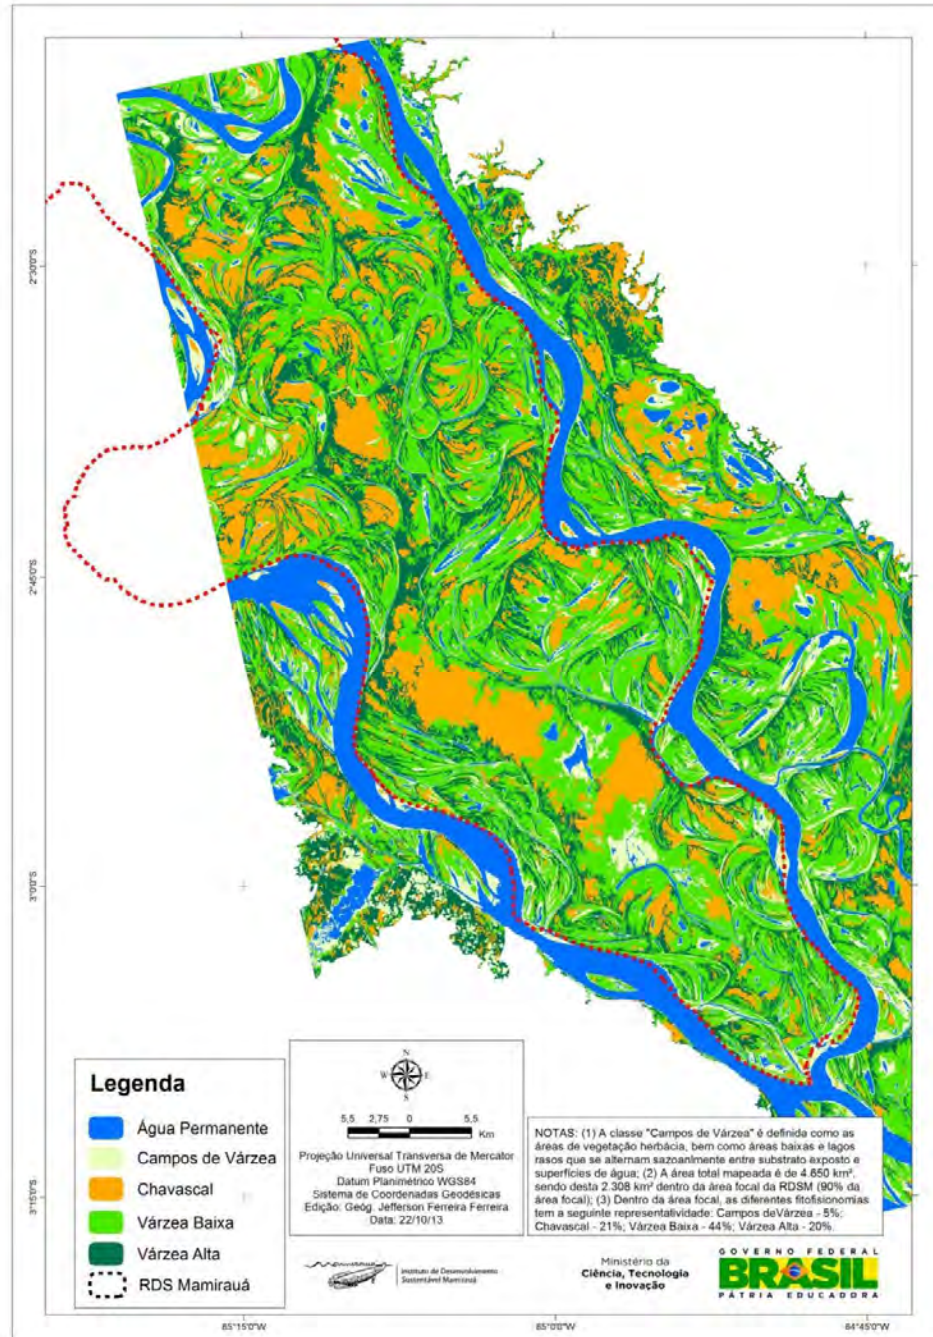 2°30'0"S
2°45'0"S
3°0'0"S
3°15'0"S
65°15'0"W
65°0'0"W
64°45'0"W
Legenda
Água Permanente
Campos de Várzea
Chavascal
Várzea Baixa
Várzea Alta
RDS Mamirauá
N
W E
S
5,5 2,75 0 5,5
Km
Projeção Universal Transversa de Mercator
Fuso UTM 20S
Datum Planimétrico WGS84
Sistema de Coordenadas Geodésicas
Edição: Geóg. Jefferson Ferreira Ferreira
Data: 22/10/13
NOTAS: (1) A classe "Campos de Várzea" é definida como as
áreas de vegetação herbácia, bem como áreas baixas e lagos
rasos que se alternam sazoanlmente entre substrato exposto e
superfícies de água; (2) A área total mapeada é de 4.650 km²,
sendo desta 2.308 km² dentro da área focal da RDSM (90% da
área focal); (3) Dentro da área focal, as diferentes fitofisionomias
tem a seguinte representatividade: Campos deVárzea - 5%;
Chavascal - 21%; Várzea Baixa - 44%; Várzea Alta - 20%.
Instituto de Desenvolvimento
Sustentável Mamirauá
Ministério da
Ciência, Tecnologia
e Inovação
GOVERNO FEDERAL
BRASIL
PÁTRIA EDUCADORA